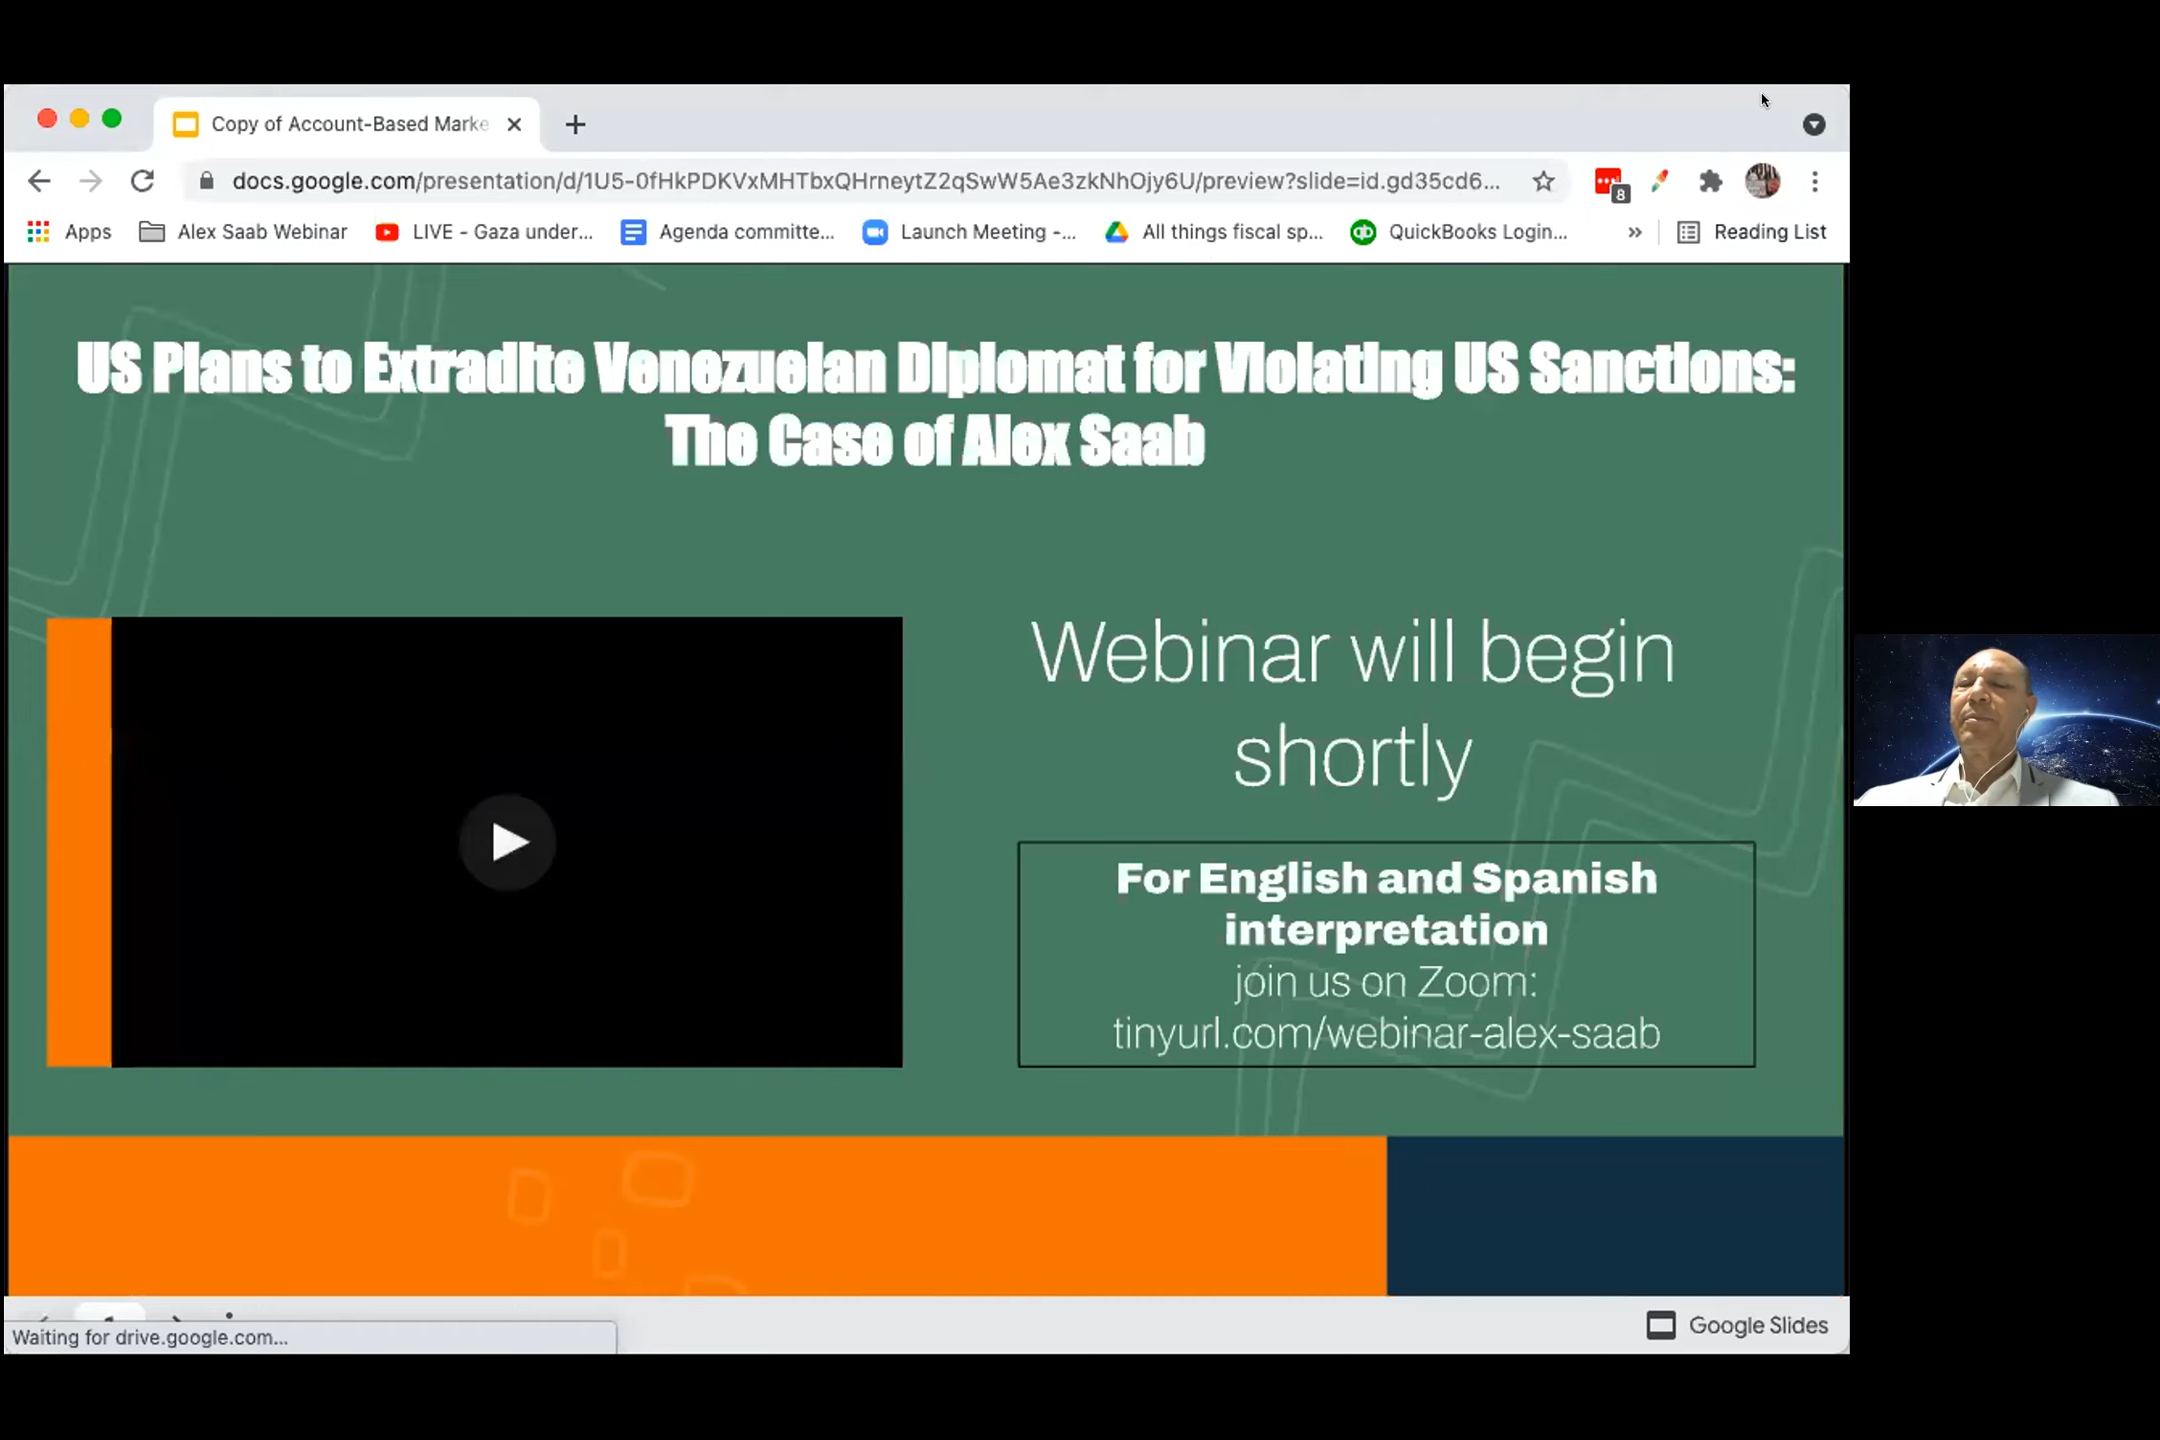 Copy of Account-Based Marke
docs.google.com/presentation/d/1U5-0fHkPDKVxMHTbxQHrneytZ2qSwW5Ae3zkNhOjy6U/preview?slide=id.gd35cd6...
8
Apps
Alex Saab Webinar
LIVE - Gaza under...
Agenda committe...
Launch Meeting -...
All things fiscal sp...
qb
QuickBooks Login...
»
Reading List
US Plans to Extradite Venezuelan Diplomat for Violating US Sanctions:
The Case of Alex Saab
Webinar will begin
shortly
For English and Spanish
interpretation
join us on Zoom:
tinyurl.com/webinar-alex-saab
Waiting for drive.google.com...
Google Slides